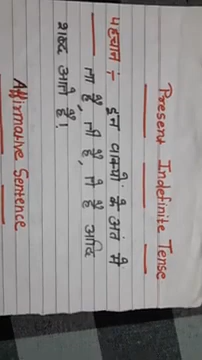 Present Indefinite Tense
पहचान :- इन वाक्यों के अंत में
ता है, ती है, ते हैं आदि
शब्द आते हैं।
Affirmative Sentence